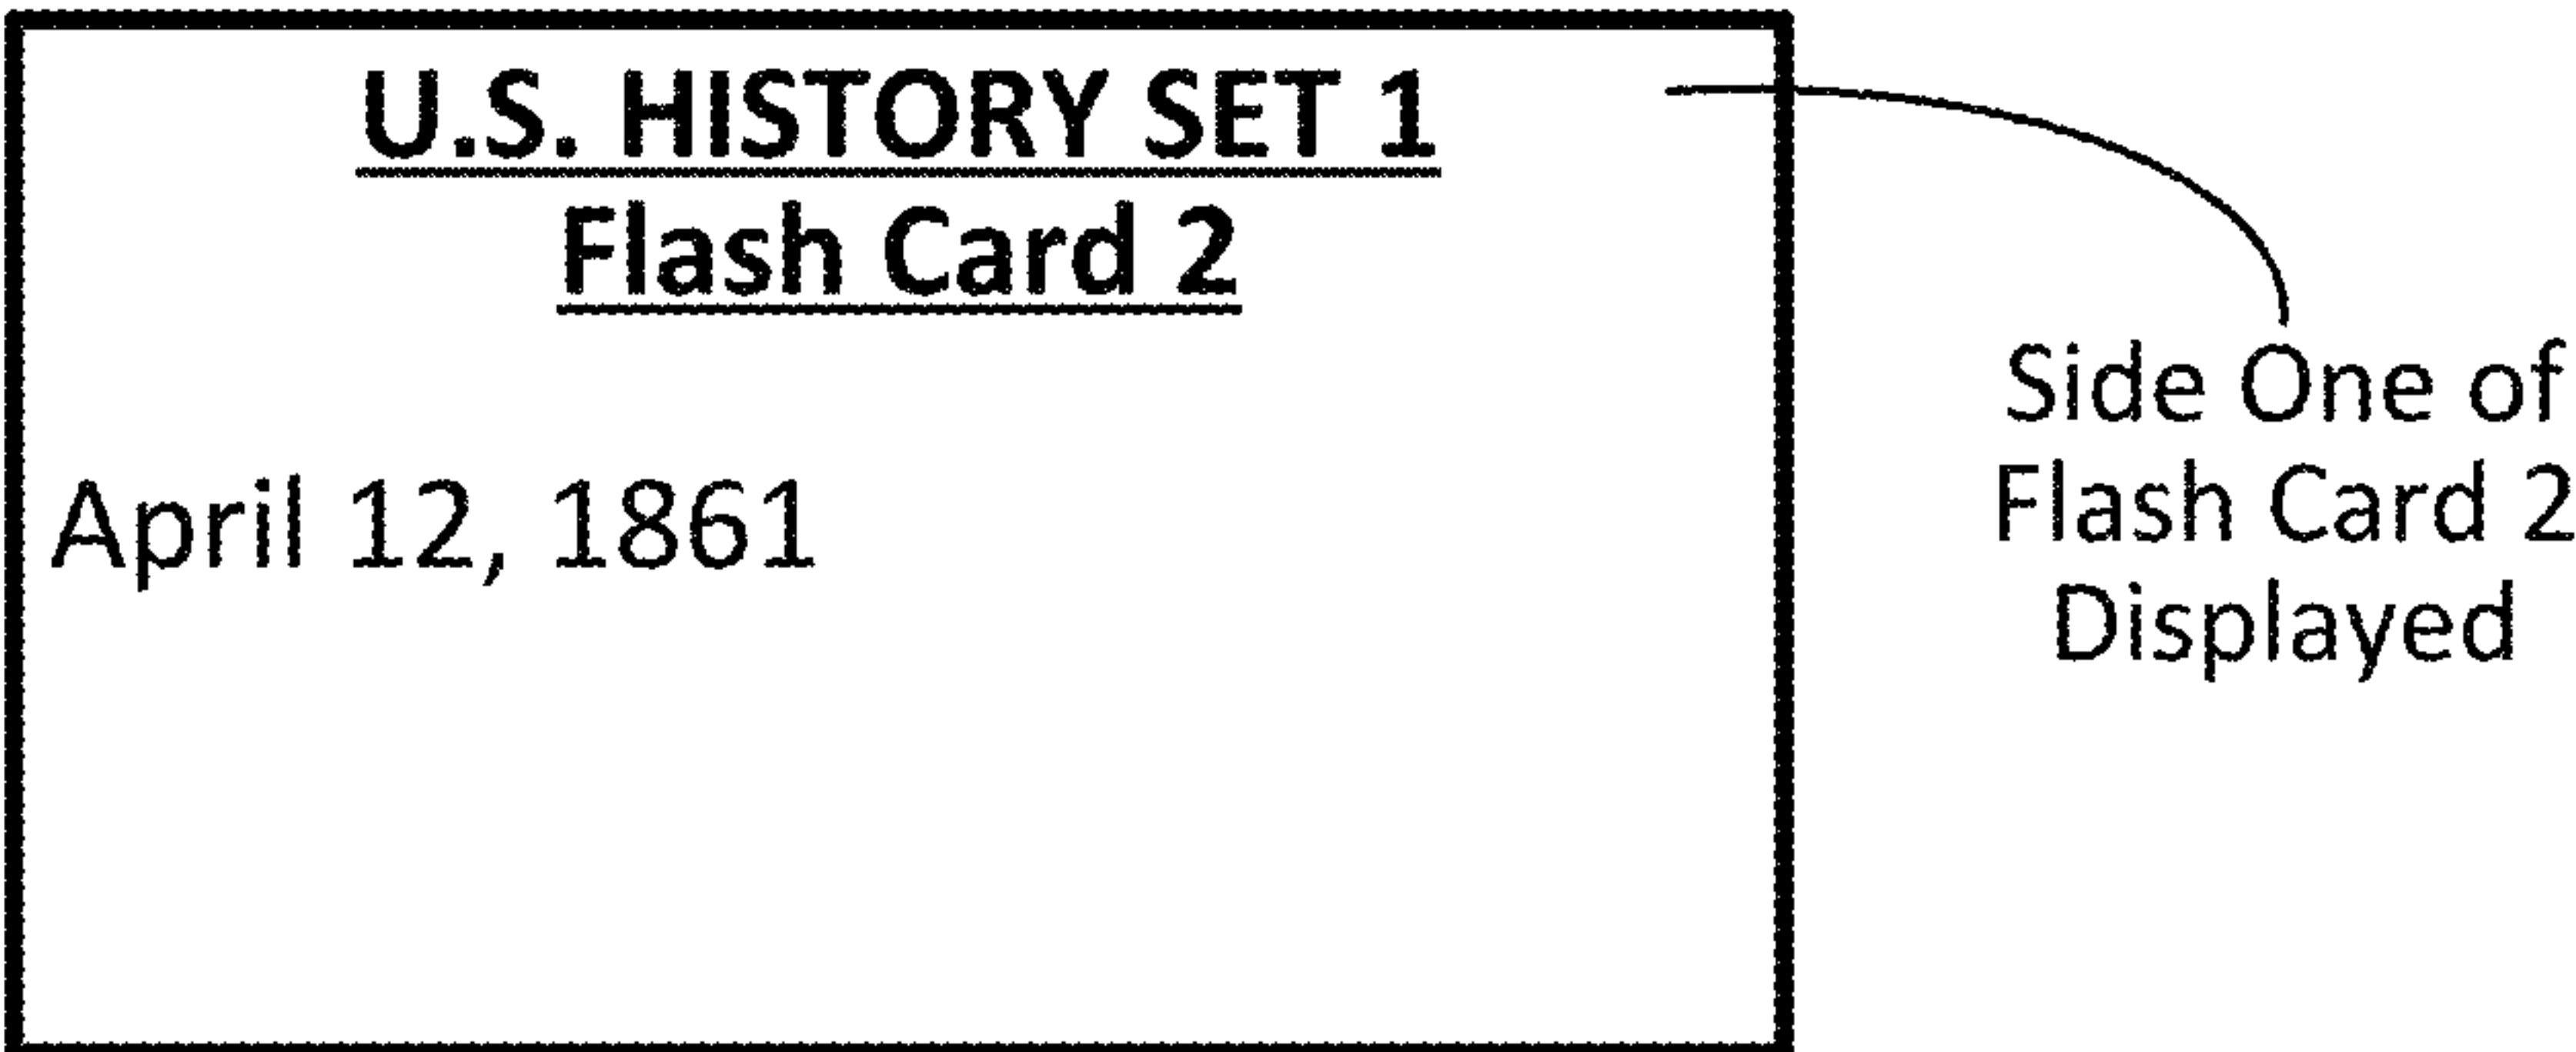 U.S. HISTORY SET 1
Flash Card 2
April 12, 1861
Side One of
Flash Card 2
Displayed